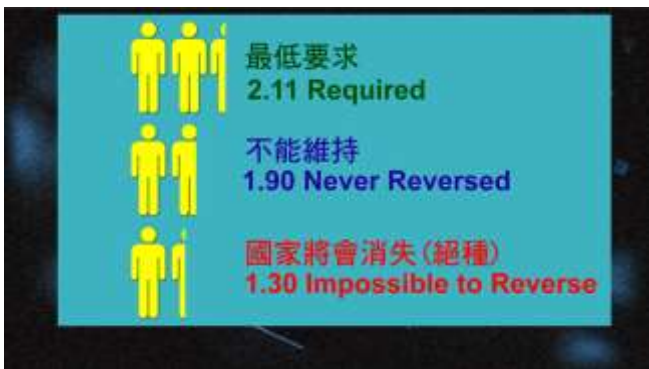 最低要求
2.11 Required
不能維持
1.90 Never Reversed
國家將會消失(絕種)
1.30 Impossible to Reverse